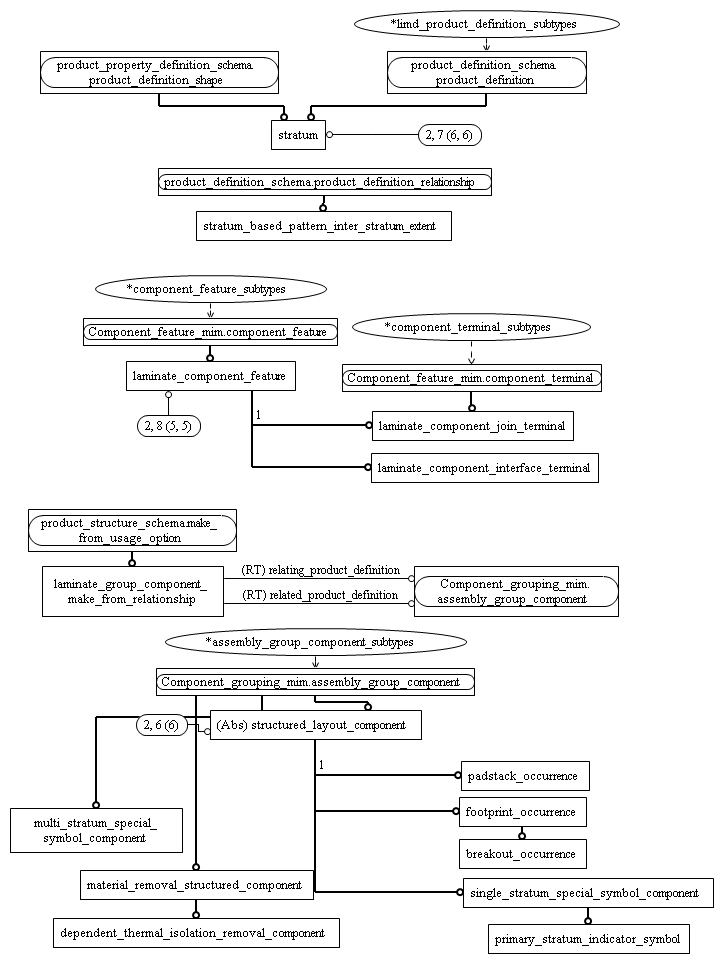 *limd_product_definition_subtypes
product_property_definition_schema.
product_definition_shape
product_definition_schema.
product_definition
stratum
2, 7 (6, 6)
product_definition_schema.product_definition_relationship
stratum_based_pattern_inter_stratum_extent
*component_feature_subtypes
Component_feature_mim.component_feature
*component_terminal_subtypes
laminate_component_feature
Component_feature_mim.component_terminal
2, 8 (5, 5)
1
laminate_component_join_terminal
laminate_component_interface_terminal
product_structure_schema.make_
from_usage_option
(RT) relating_product_definition
laminate_group_component_
make_from_relationship
Component_grouping_mim.
assembly_group_component
(RT) related_product_definition
*assembly_group_component_subtypes
Component_grouping_mim.assembly_group_component
2, 6 (6)
(Abs) structured_layout_component
1
padstack_occurrence
footprint_occurrence
multi_stratum_special_
symbol_component
breakout_occurrence
material_removal_structured_component
single_stratum_special_symbol_component
dependent_thermal_isolation_removal_component
primary_stratum_indicator_symbol